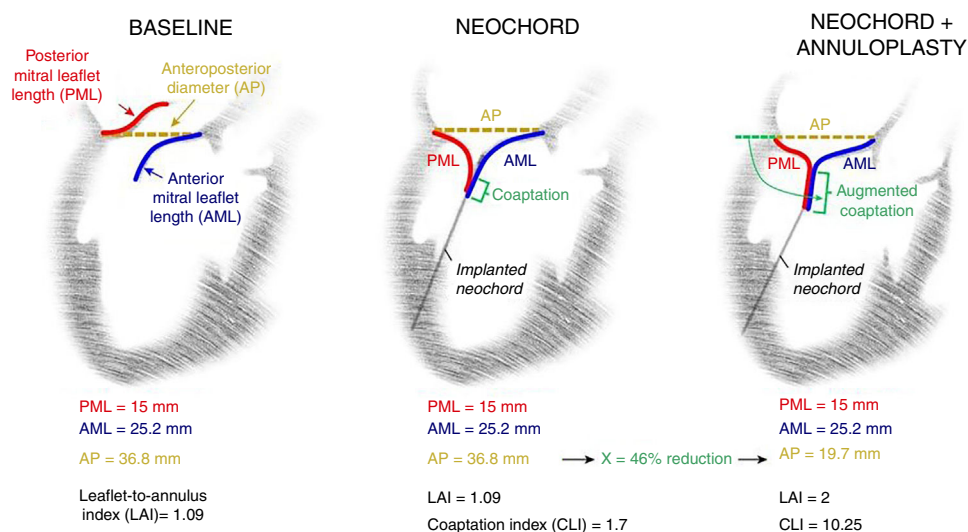 BASELINE
Posterior
mitral leaflet
length (PML)
Anteroposterior
diameter (AP)
Anterior
mitral leaflet
length (AML)
PML = 15 mm
AML = 25.2 mm
AP = 36.8 mm
Leaflet-to-annulus
index (LAI)= 1.09
NEOCHORD
AP
PML
AML
Coaptation
Implanted
neochord
PML = 15 mm
AML = 25.2 mm
AP = 36.8 mm
X = 46% reduction
LAI = 1.09
Coaptation index (CLI) = 1.7
NEOCHORD +
ANNULOPLASTY
AP
PML
AML
Augmented
coaptation
Implanted
neochord
PML = 15 mm
AML = 25.2 mm
AP = 19.7 mm
LAI = 2
CLI = 10.25